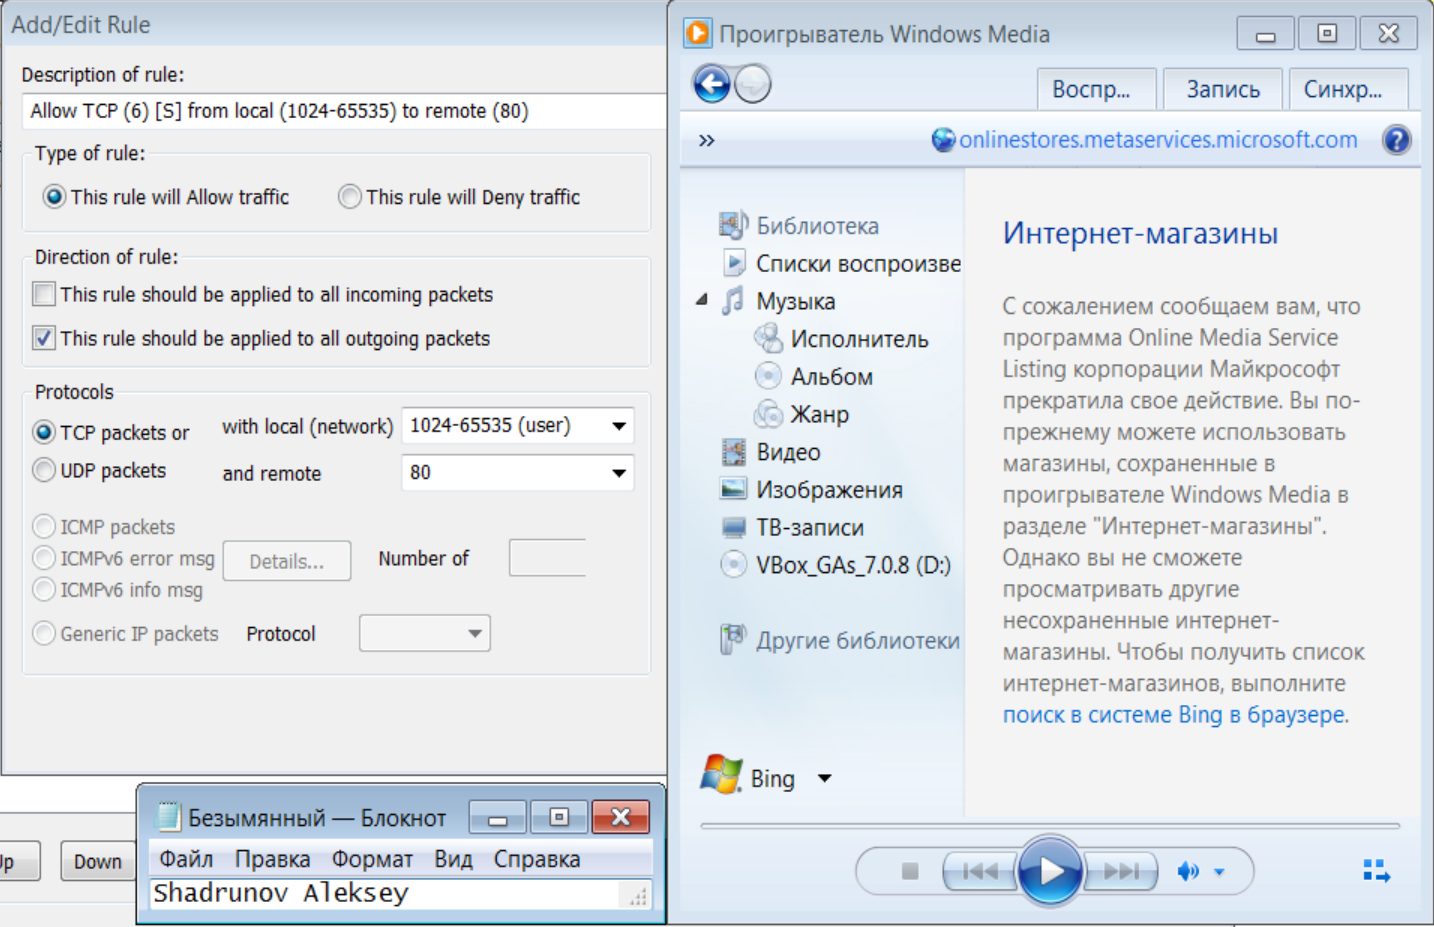 Add/Edit Rule
Description of rule:
Allow TCP (6) [S] from local (1024-65535) to remote (80)
Type of rule:
This rule will Allow traffic
This rule will Deny traffic
Direction of rule:
This rule should be applied to all incoming packets
This rule should be applied to all outgoing packets
Protocols
TCP packets or
with local (network)
1024-65535 (user)
UDP packets
and remote
80
ICMP packets
ICMPv6 error msg
Details...
Number of
ICMPv6 info msg
Generic IP packets
Protocol
Down
Безымянный — Блокнот
Файл Правка Формат Вид Справка
Shadrunov Aleksey
Проигрыватель Windows Media
Воспр...
Запись
Синхр...
»
onlinestores.metaservices.microsoft.com
?
Библиотека
Списки воспроизве
Музыка
Исполнитель
Альбом
Жанр
Видео
Изображения
ТВ-записи
VBox_GAs_7.0.8 (D:)
Другие библиотеки
Bing
Интернет-магазины
С сожалением сообщаем вам, что
программа Online Media Service
Listing корпорации Майкрософт
прекратила свое действие. Вы по-
прежнему можете использовать
магазины, сохраненные в
проигрывателе Windows Media в
разделе "Интернет-магазины".
Однако вы не сможете
просматривать другие
несохраненные интернет-
магазины. Чтобы получить список
интернет-магазинов, выполните
поиск в системе Bing в браузере.